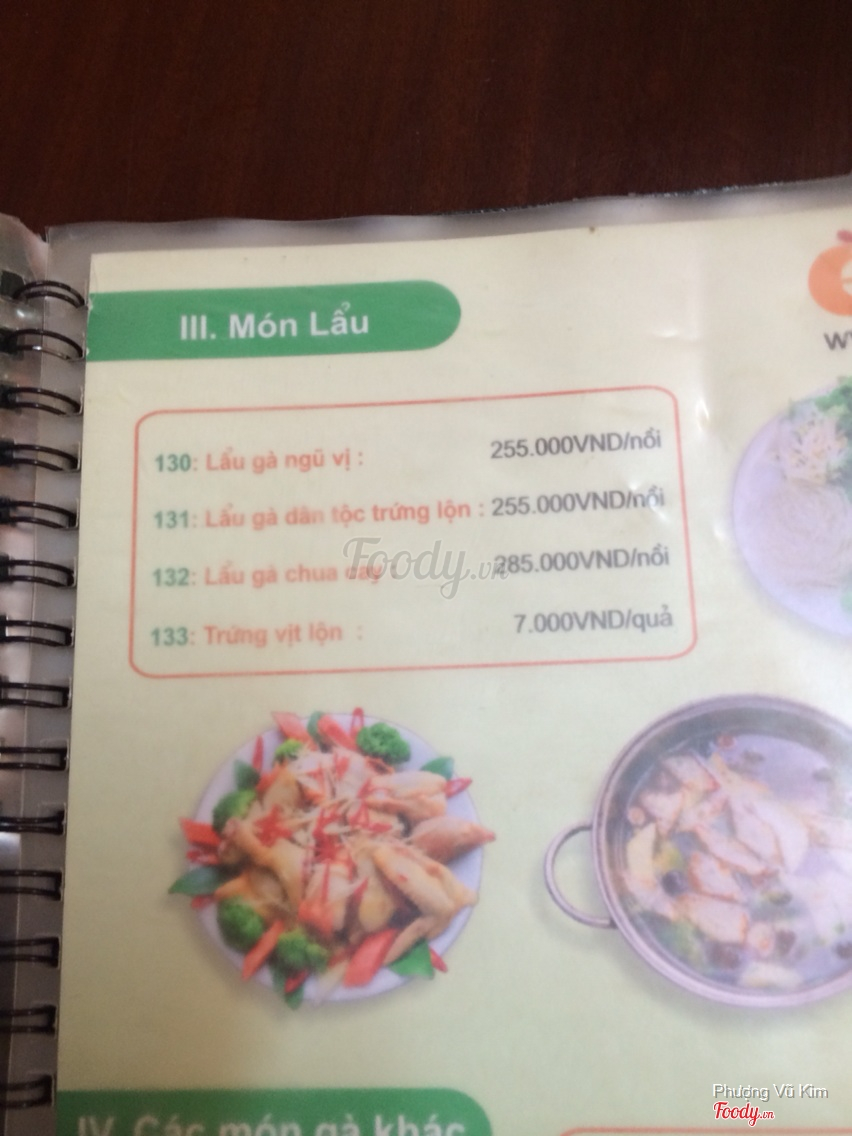 III. Món Lẩu
130: Lẩu gà ngũ vị : 255.000VND/nồi
131: Lẩu gà dân tộc trứng lộn : 255.000VND/nồi
132: Lẩu gà chua cay : 285.000VND/nồi
133: Trứng vịt lộn : 7.000VND/quả
Foody.vn
IV. Các món gà khác
Phượng Vũ Kim
Foody.vn